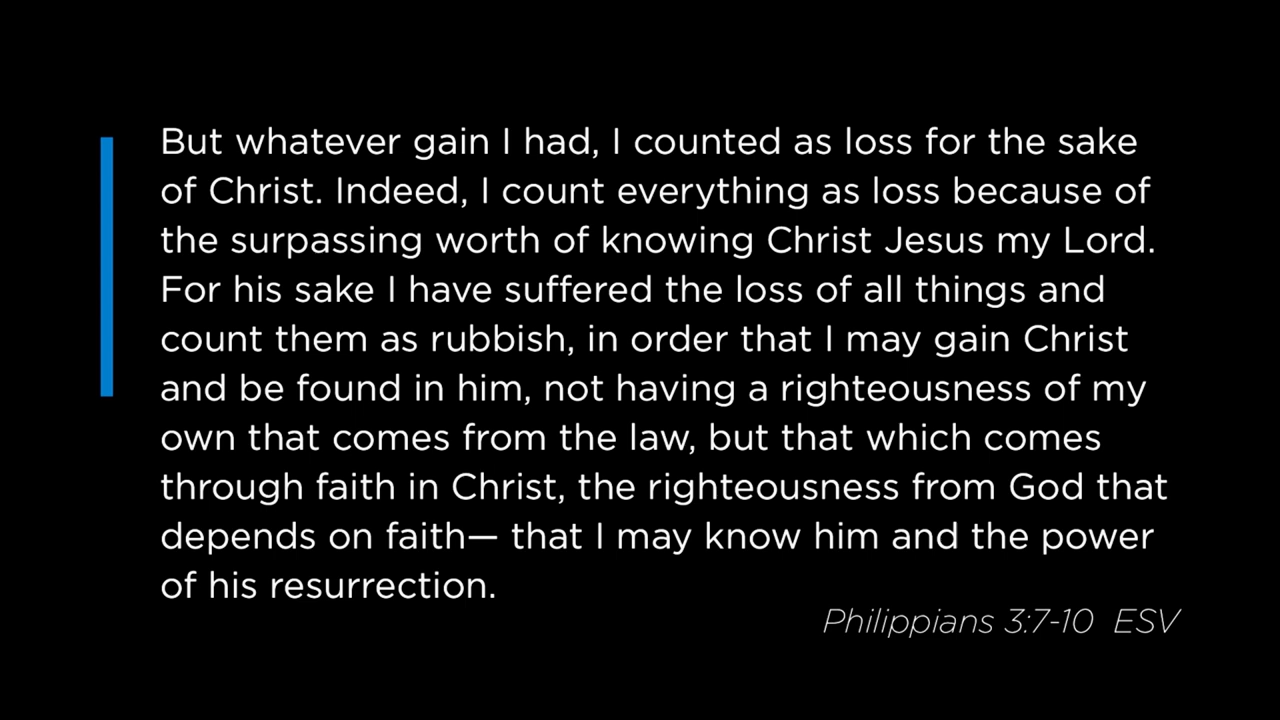 But whatever gain I had, I counted as loss for the sake
of Christ. Indeed, I count everything as loss because of
the surpassing worth of knowing Christ Jesus my Lord.
For his sake I have suffered the loss of all things and
count them as rubbish, in order that I may gain Christ
and be found in him, not having a righteousness of my
own that comes from the law, but that which comes
through faith in Christ, the righteousness from God that
depends on faith— that I may know him and the power
of his resurrection.
Philippians 3:7-10 ESV